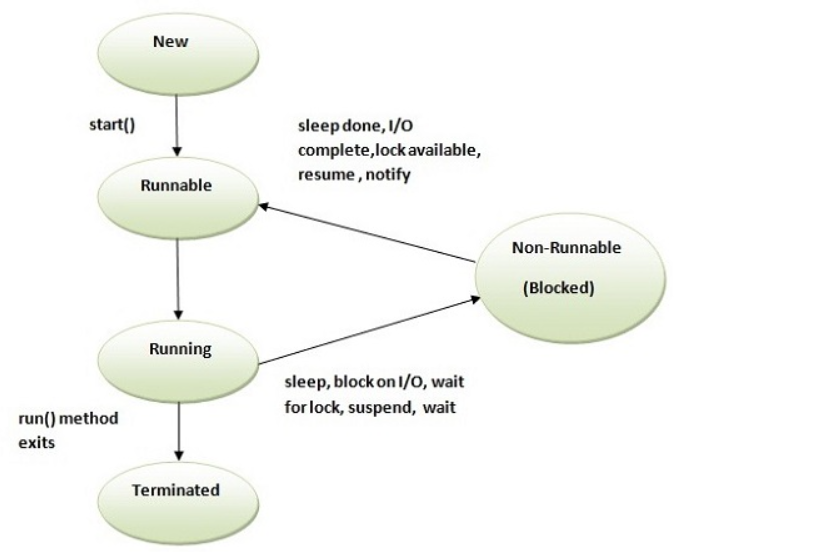 New
start()
sleep done, I/O
complete,lock available,
resume , notify
Runnable
Non-Runnable
(Blocked)
Running
sleep, block on I/O, wait
for lock, suspend, wait
run() method
exits
Terminated